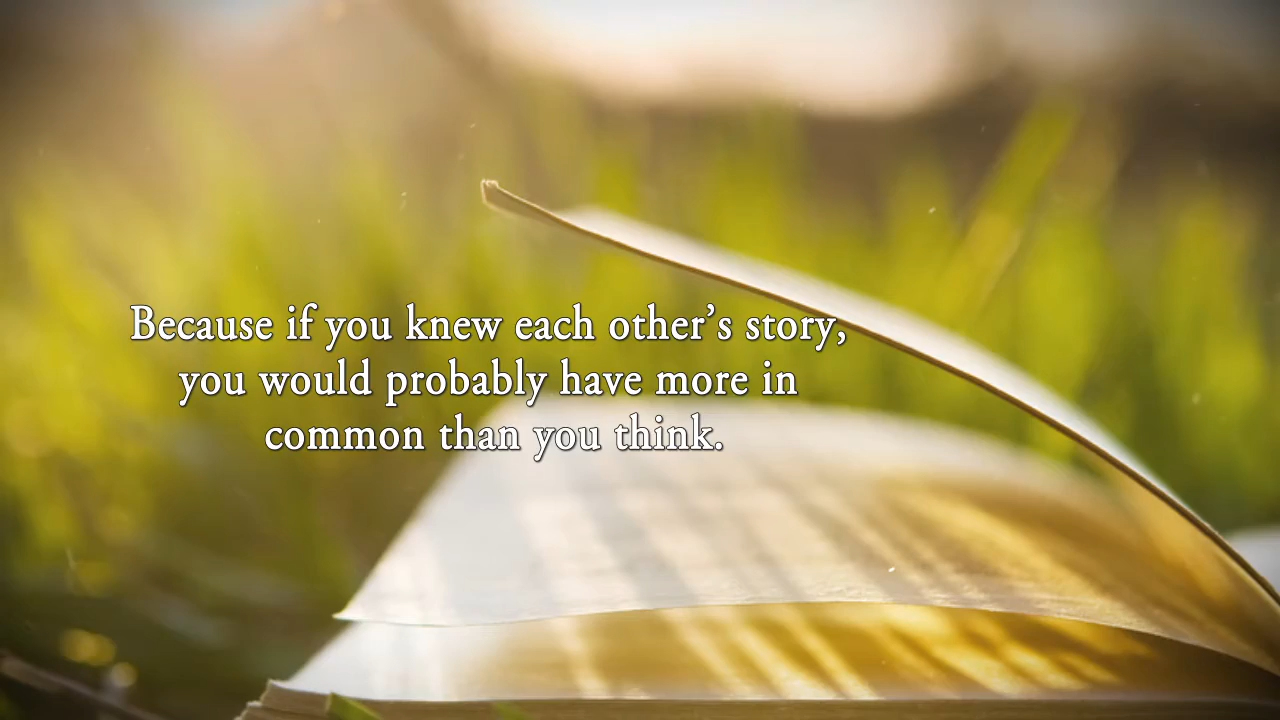 Because if you knew each other’s story,
you would probably have more in
common than you think.